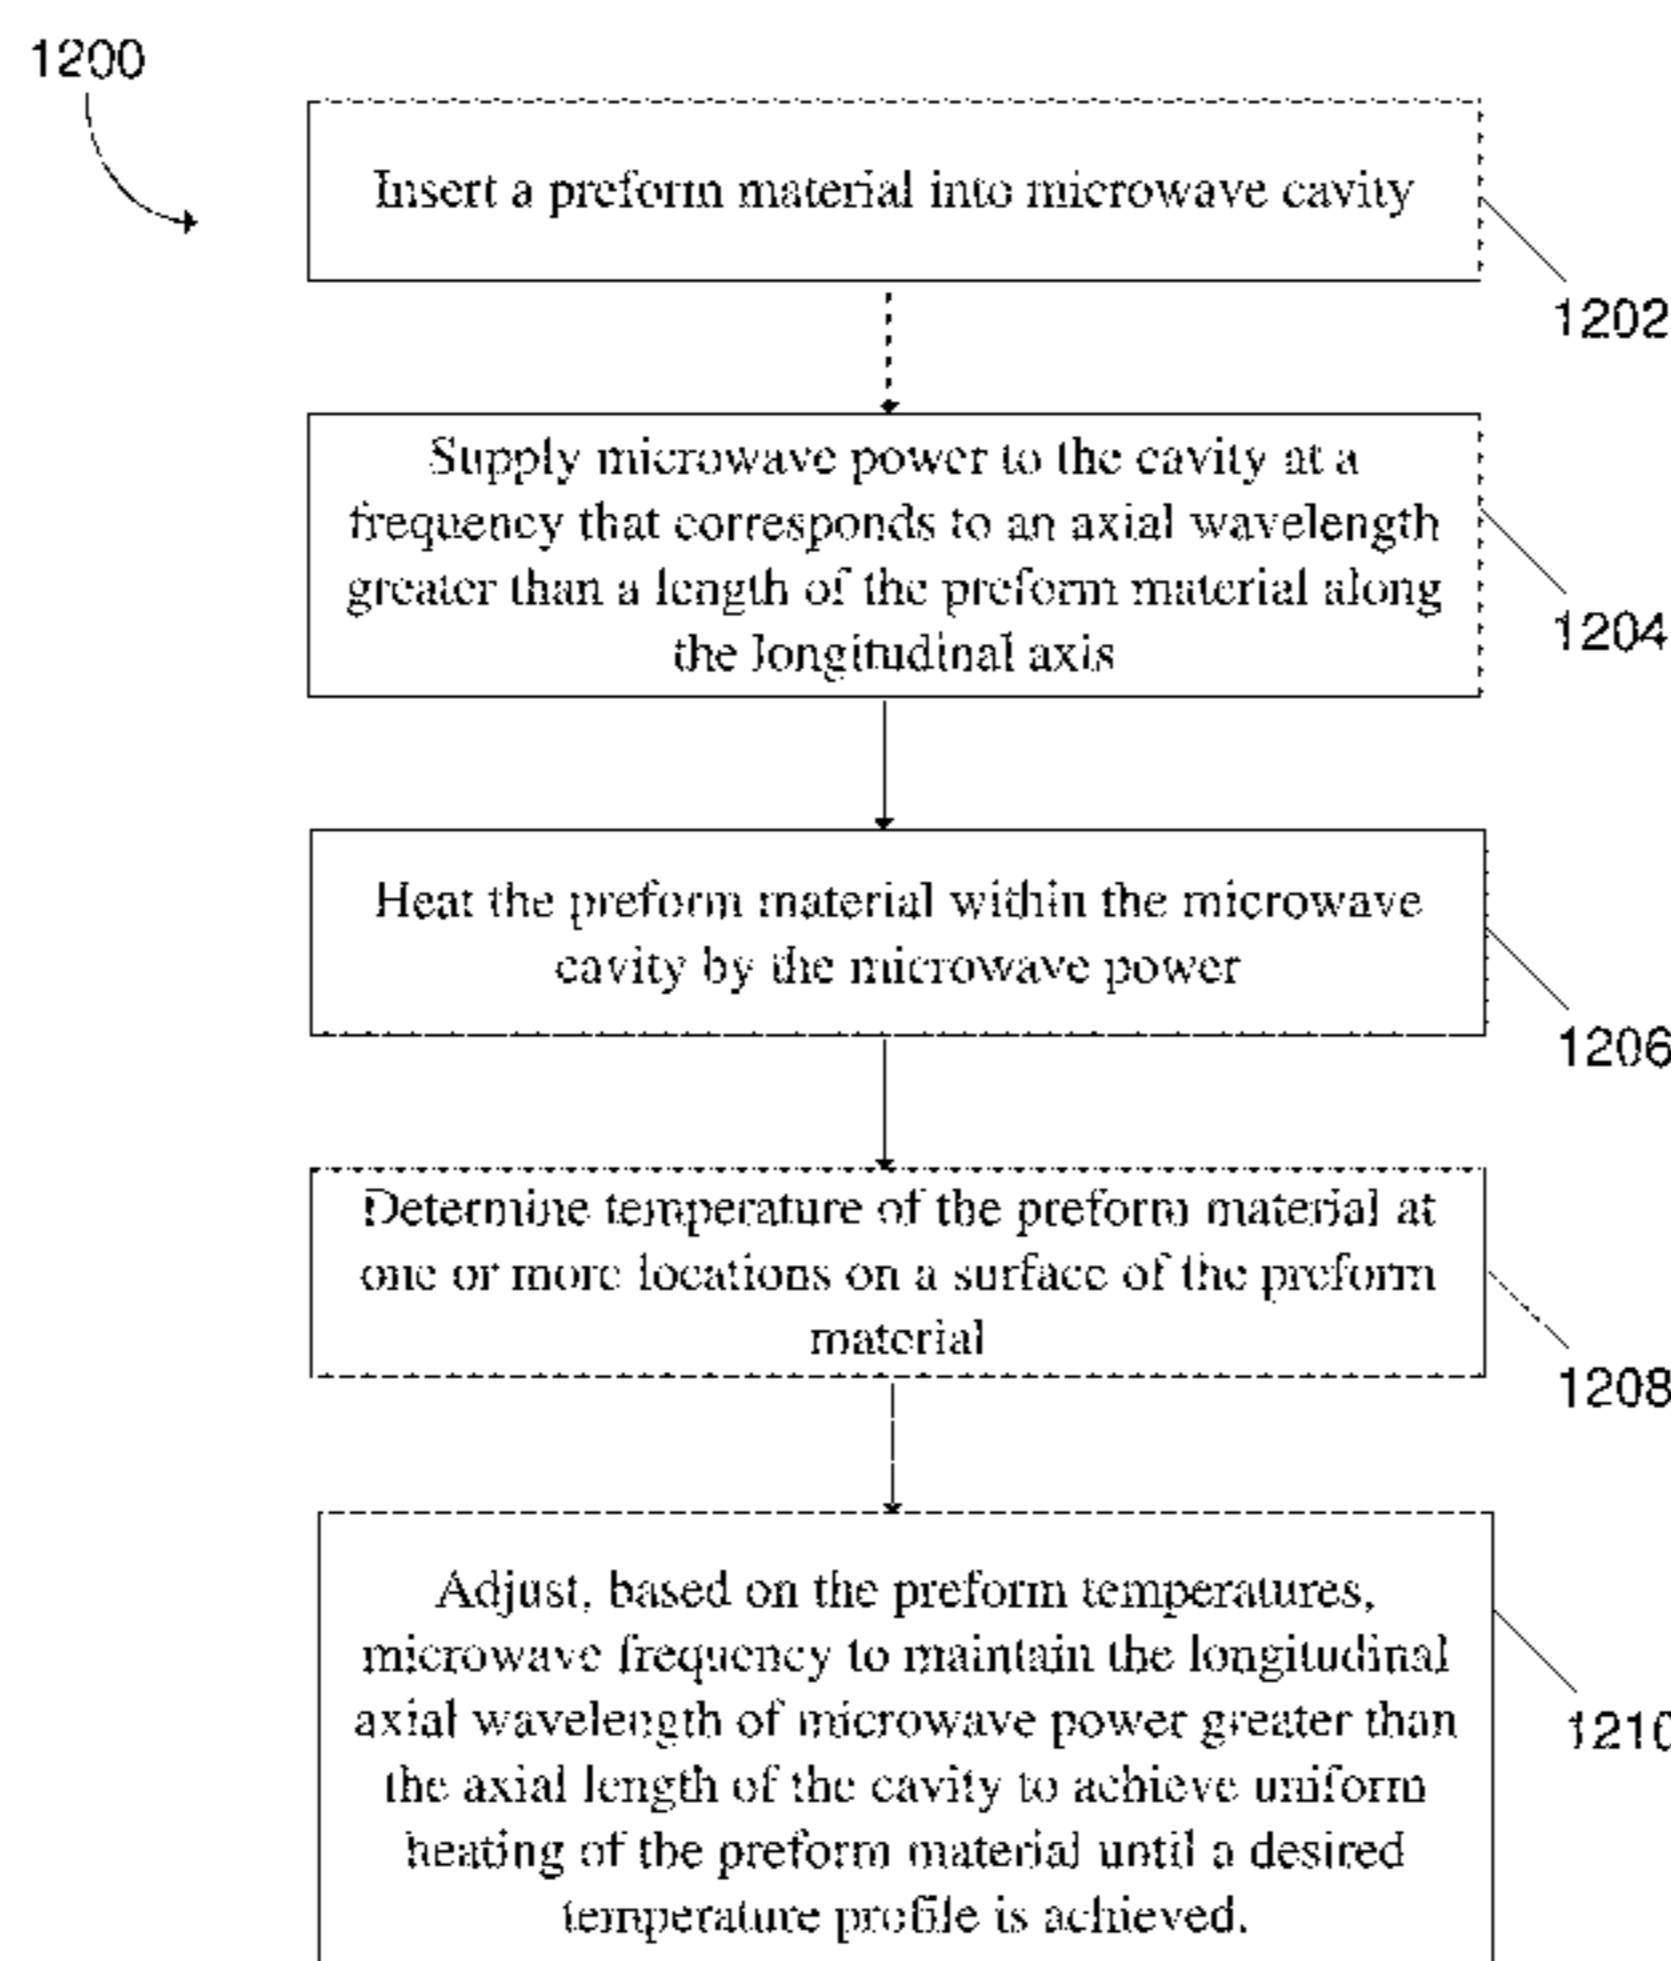 1200
Insert a preform material into microwave cavity
1202
Supply microwave power to the cavity at a
frequency that corresponds to an axial wavelength
greater than a length of the preform material along
the longitudinal axis
1204
Heat the preform material within the microwave
cavity by the microwave power
1206
Determine temperature of the preform material at
one or more locations on a surface of the preform
material
1208
Adjust, based on the preform temperatures,
microwave frequency to maintain the longitudinal
axial wavelength of microwave power greater than
the axial length of the cavity to achieve uniform
heating of the preform material until a desired
temperature profile is achieved.
1210